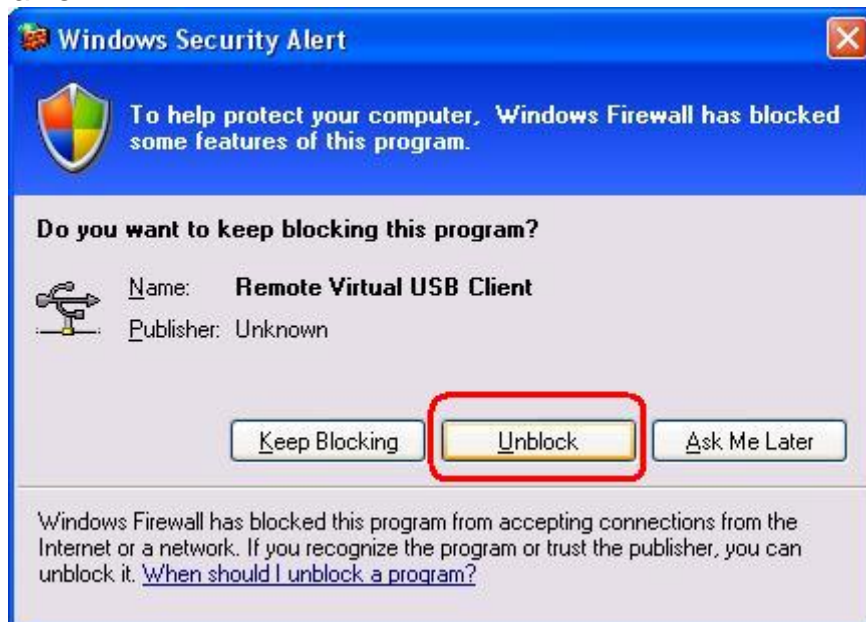 Windows Security Alert
To help protect your computer, Windows Firewall has blocked
some features of this program.
Do you want to keep blocking this program?
Name: Remote Virtual USB Client
Publisher: Unknown
Keep Blocking Unblock Ask Me Later
Windows Firewall has blocked this program from accepting connections from the
Internet or a network. If you recognize the program or trust the publisher, you can
unblock it. When should I unblock a program?